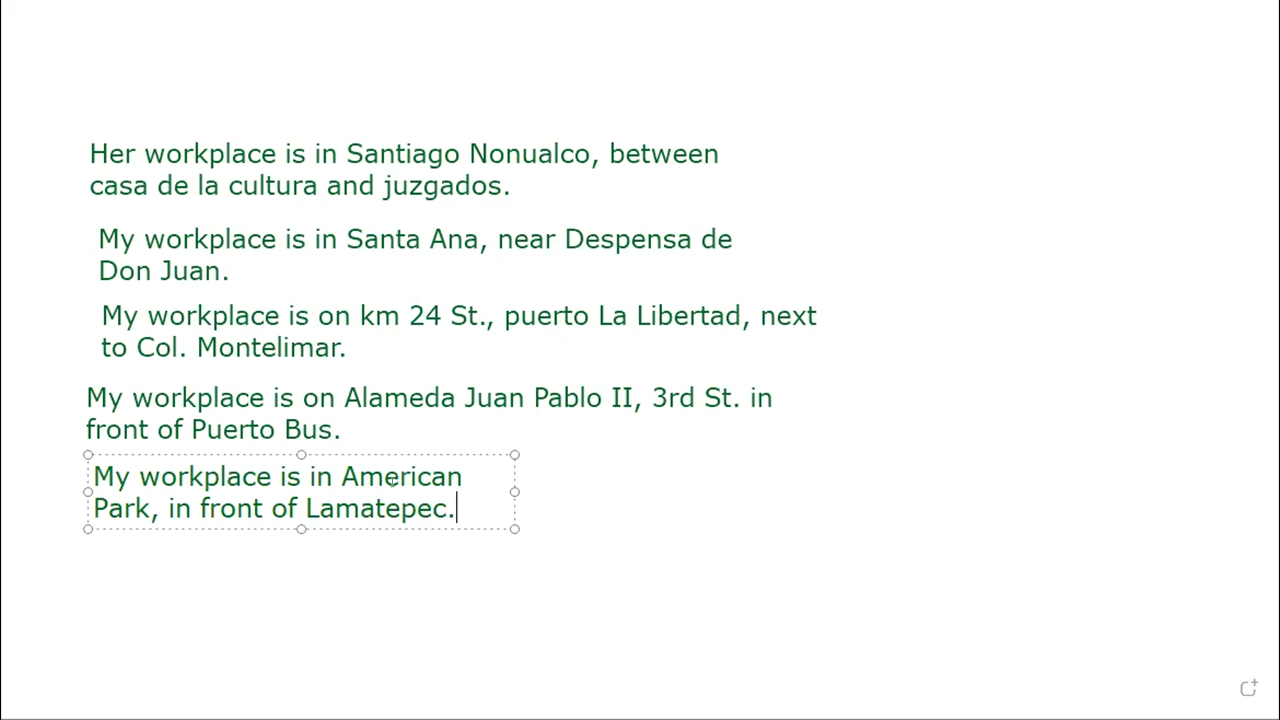 Her workplace is in Santiago Nonualco, between
casa de la cultura and juzgados.
My workplace is in Santa Ana, near Despensa de
Don Juan.
My workplace is on km 24 St., puerto La Libertad, next
to Col. Montelimar.
My workplace is on Alameda Juan Pablo II, 3rd St. in
front of Puerto Bus.
My workplace is in American
Park, in front of Lamatepec.